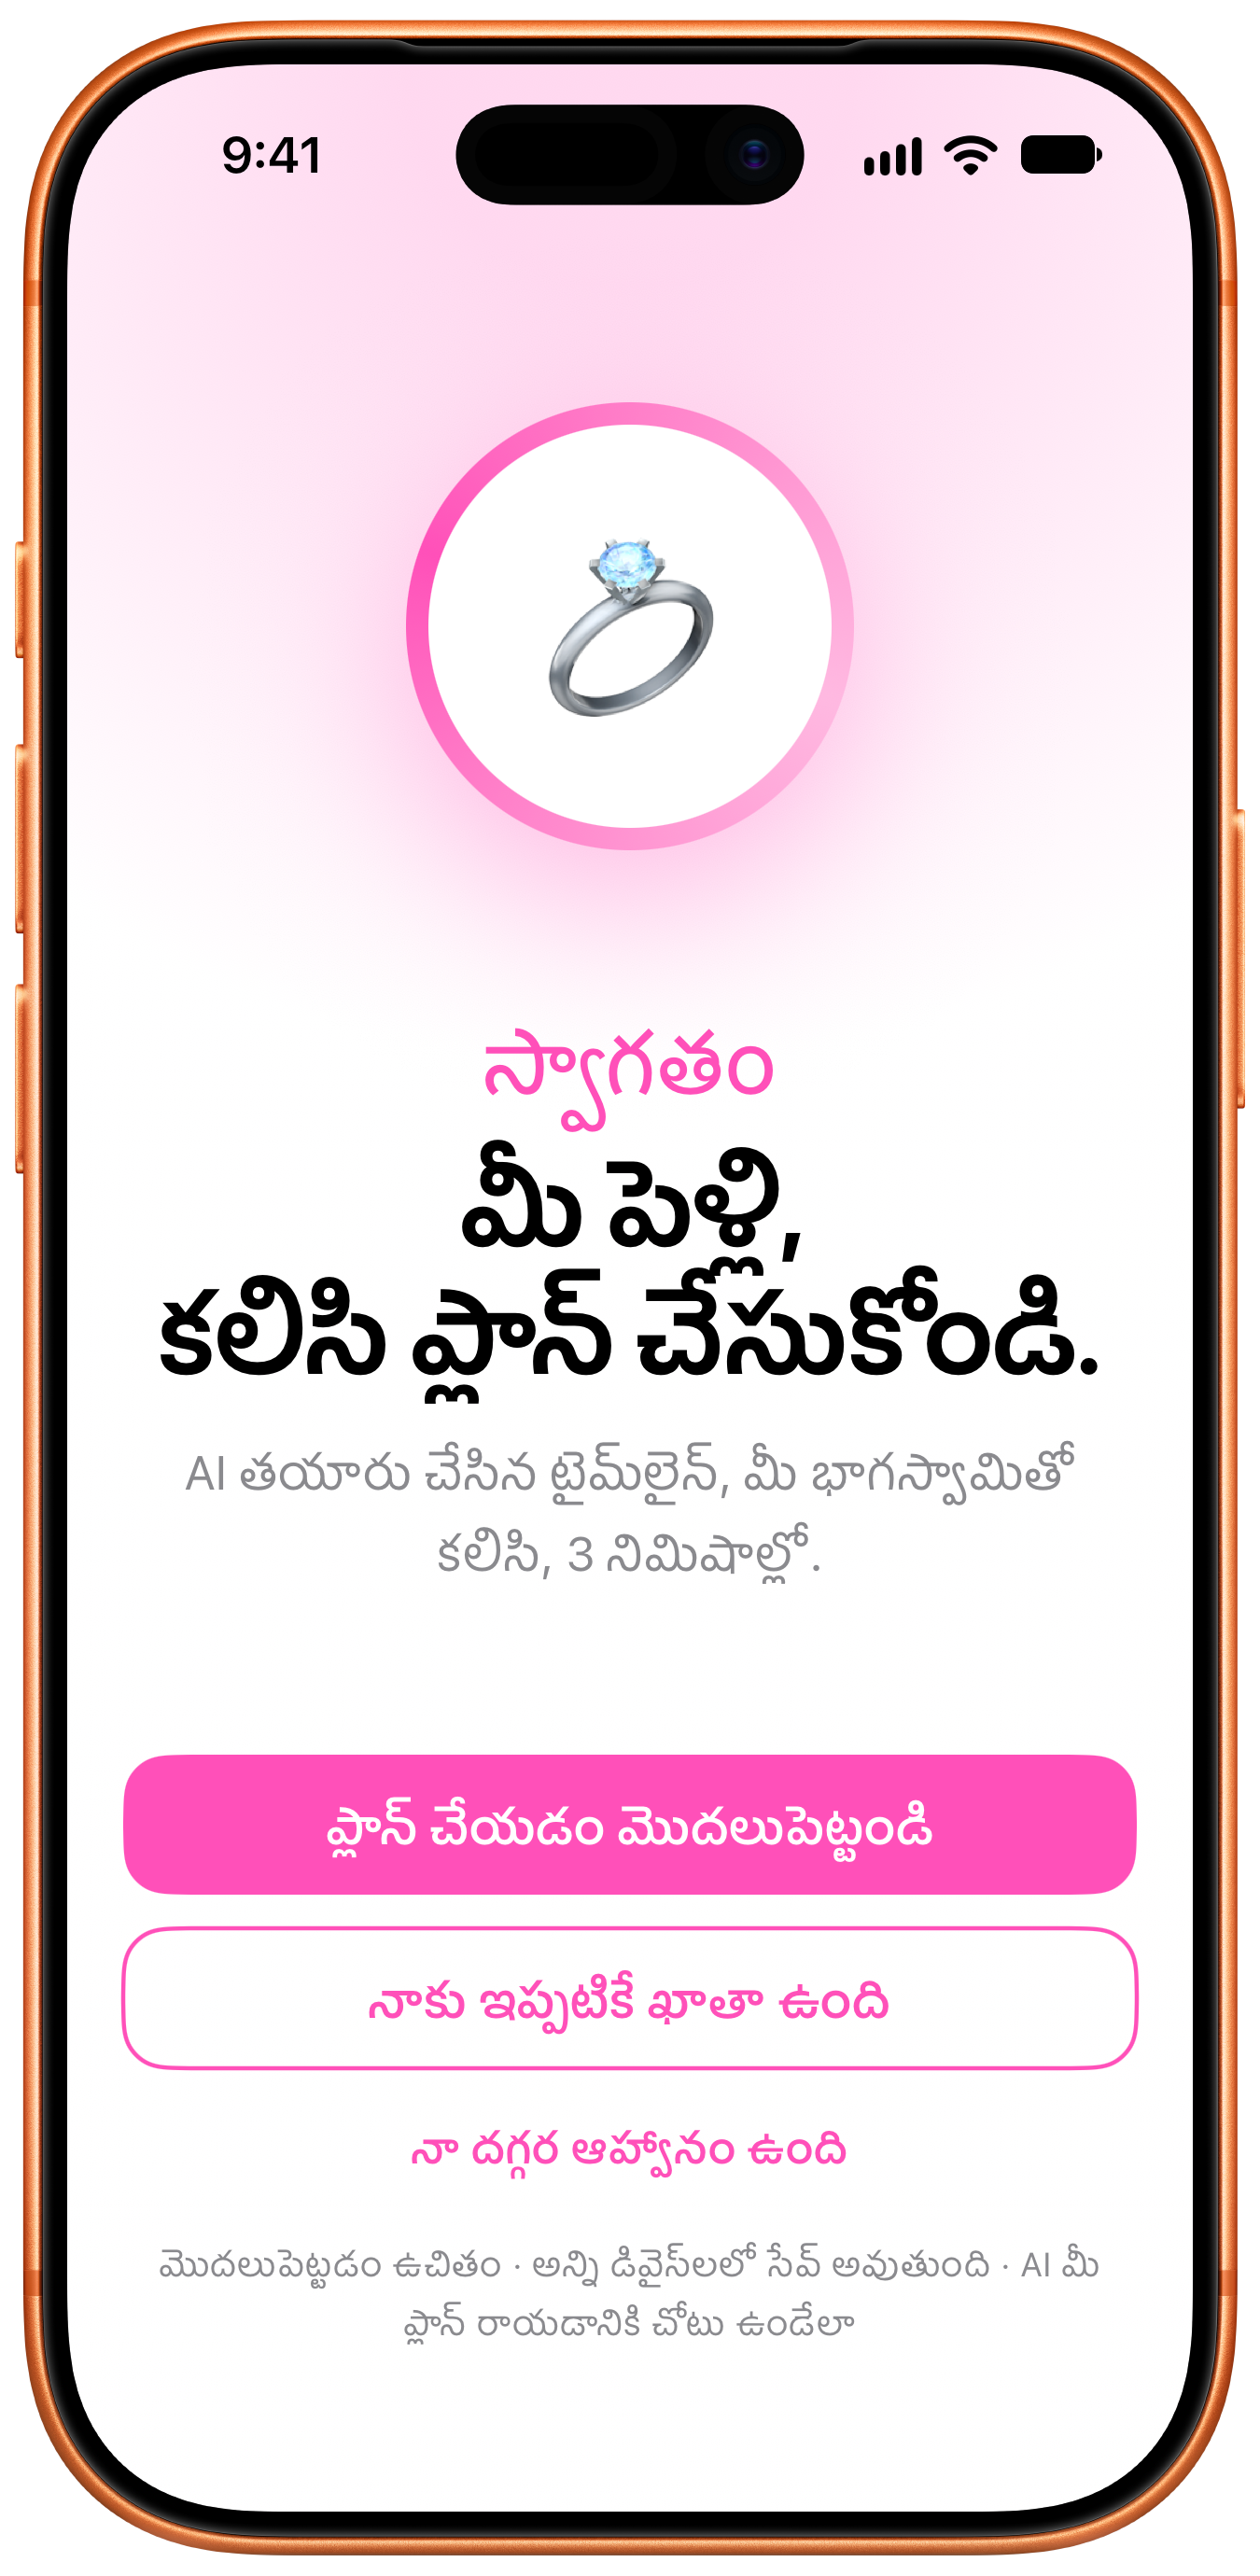 9:41
స్వాగతం
మీ పెళ్లి,
కలిసి ప్లాన్ చేసుకోండి.
AI తయారు చేసిన టైమ్‌లైన్, మీ భాగస్వామితో
కలిసి, 3 నిమిషాల్లో.
ప్లాన్ చేయడం మొదలుపెట్టండి
నాకు ఇప్పటికే ఖాతా ఉంది
నా దగ్గర ఆహ్వానం ఉంది
మొదలుపెట్టడం ఉచితం · అన్ని డివైస్‌లలో సేవ్ అవుతుంది · AI మీ
ప్లాన్ రాయడానికి చోటు ఉండేలా